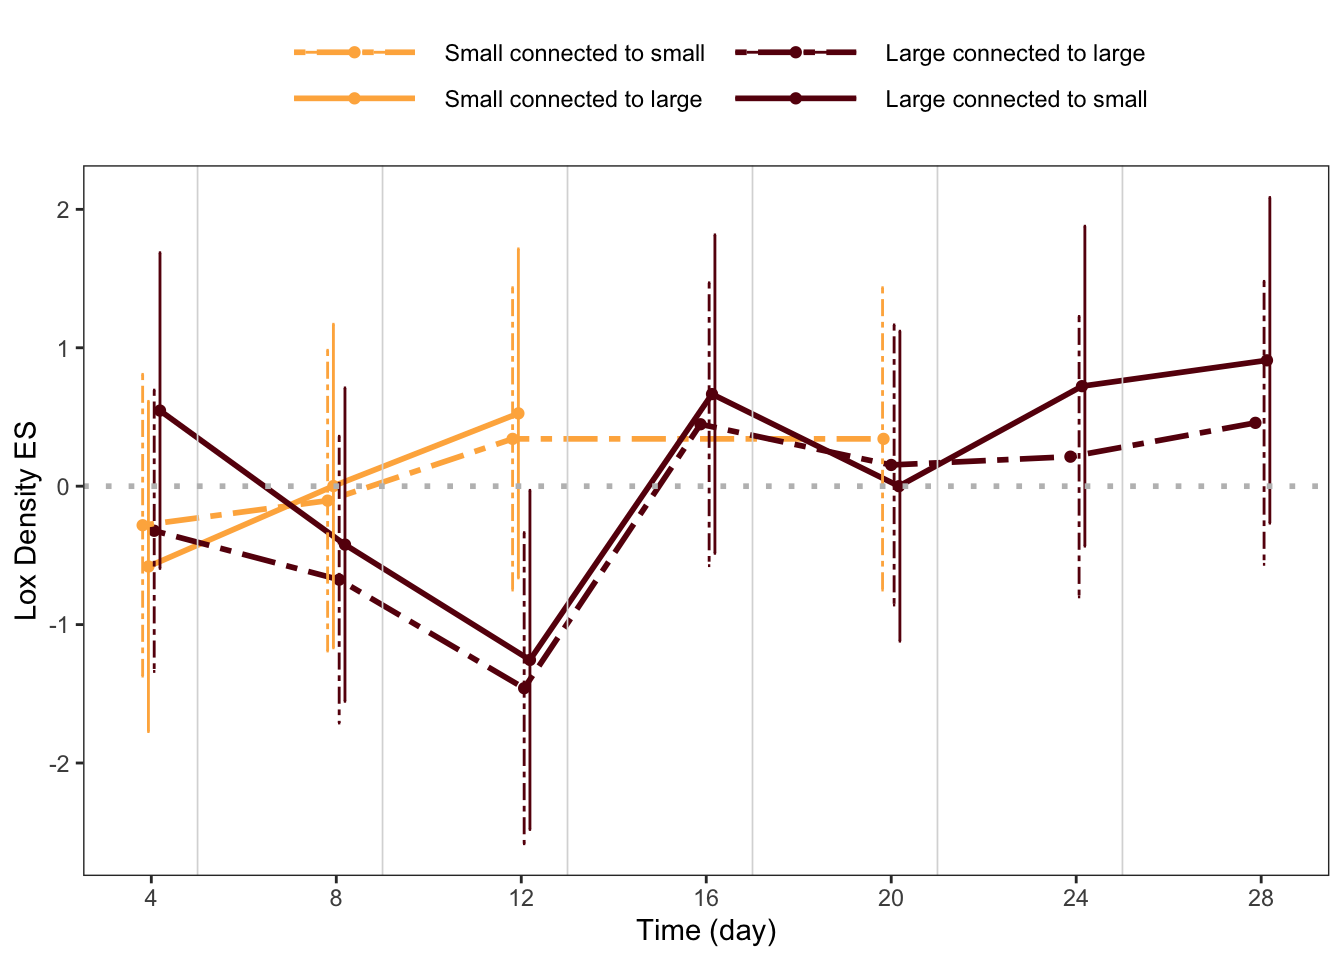 Small connected to small
Large connected to large
Small connected to large
Large connected to small
Lox Density ES
2
1
0
-1
-2
4 8 12 16 20 24 28
Time (day)